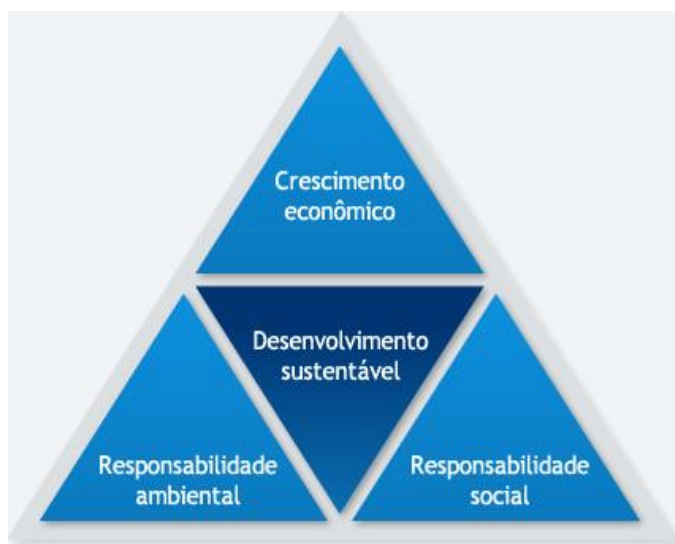 Crescimento
econômico
Desenvolvimento
sustentável
Responsabilidade
ambiental
Responsabilidade
social